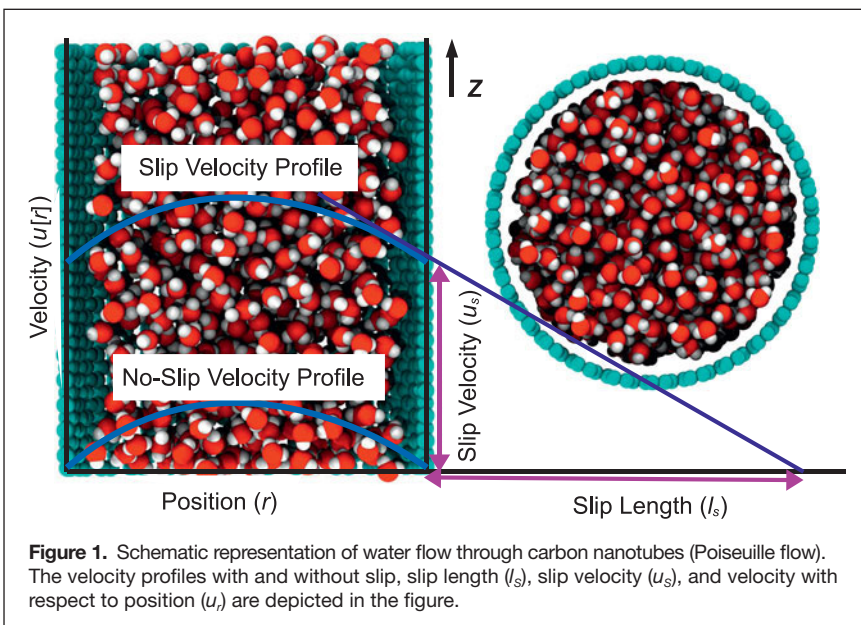 Z
Slip Velocity Profile
Velocity (u[r])
Slip Velocity (uₛ)
No-Slip Velocity Profile
Position (r)
Slip Length (lₛ)
Figure 1. Schematic representation of water flow through carbon nanotubes (Poiseuille flow).
The velocity profiles with and without slip, slip length (lₛ), slip velocity (uₛ), and velocity with
respect to position (uᵣ) are depicted in the figure.